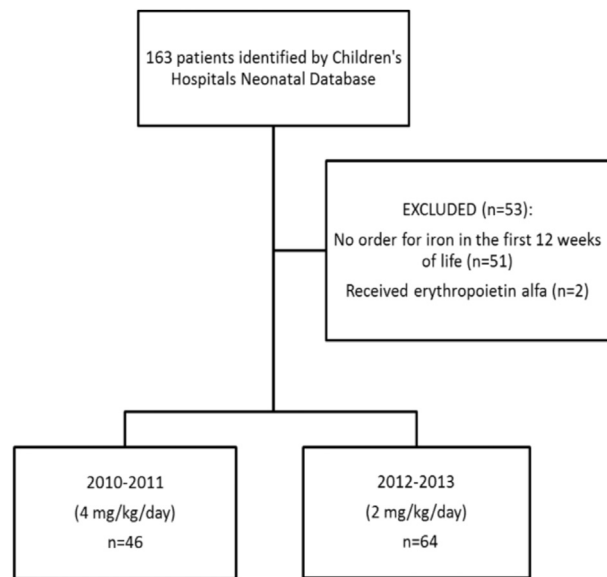 163 patients identified by Children's
Hospitals Neonatal Database
EXCLUDED (n=53):
No order for iron in the first 12 weeks
of life (n=51)
Received erythropoietin alfa (n=2)
2010-2011
(4 mg/kg/day)
n=46
2012-2013
(2 mg/kg/day)
n=64